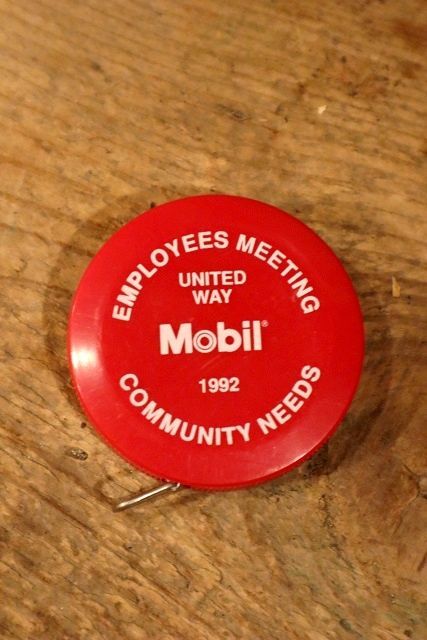 EMPLOYEES MEETING
UNITED
WAY
Mobil®
1992
COMMUNITY NEEDS